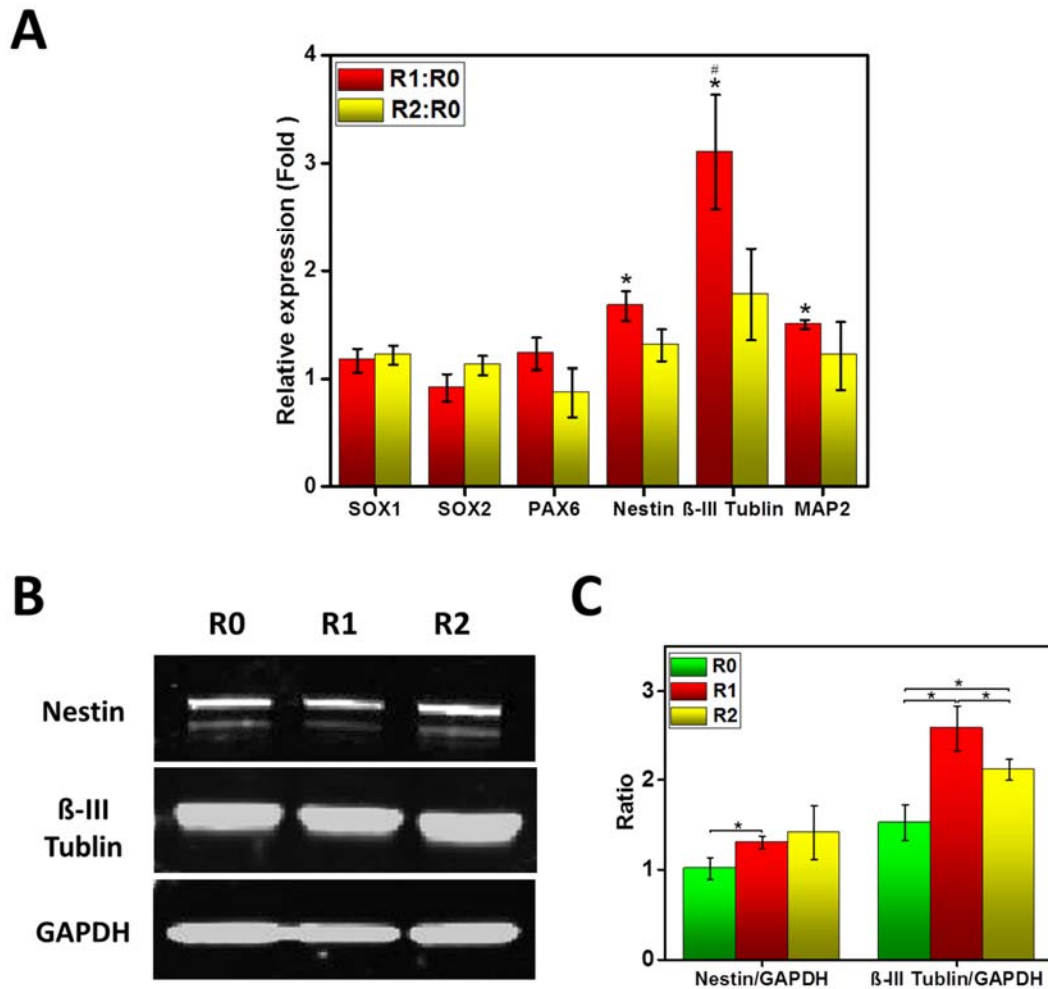 A
Relative expression (Fold )
4
3
2
1
0
R1:R0
R2:R0
*
#
*
*
SOX1 SOX2 PAX6 Nestin ß-III Tublin MAP2
B
R0 R1 R2
Nestin
ß-III
Tublin
GAPDH
C
Ratio
3
2
1
0
R0
R1
R2
*
*
* *
Nestin/GAPDH ß-III Tublin/GAPDH